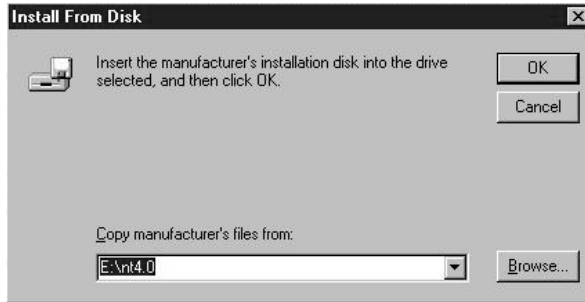 Install From Disk
Insert the manufacturer's installation disk into the drive
selected, and then click OK.
OK
Cancel
Copy manufacturer's files from:
E:\nt4.0
Browse...